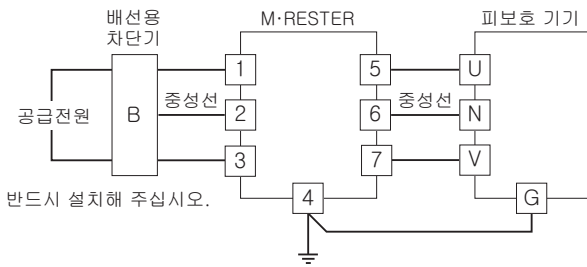 배선용
차단기
M·RESTER
피보호 기기
1
5
U
공급전원
B
중성선
2
6
중성선
N
3
7
V
반드시 설치해 주십시오.
4
G